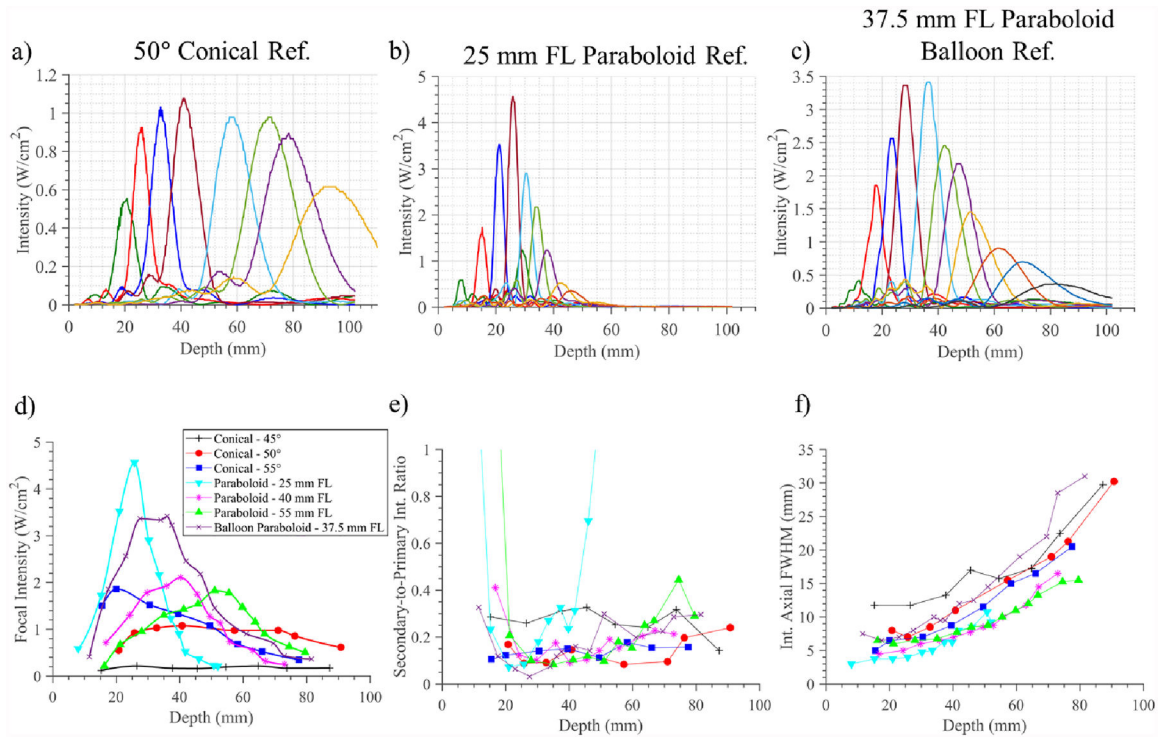 a)
50° Conical Ref.
1.2
1
0.8
0.6
0.4
0.2
0
0 20 40 60 80 100
Intensity (W/cm²)
Depth (mm)
b)
25 mm FL Paraboloid Ref.
5
4
3
2
1
0
0 20 40 60 80 100
Intensity (W/cm²)
Depth (mm)
37.5 mm FL Paraboloid
c)
Balloon Ref.
3.5
3
2.5
2
1.5
1
0.5
0
0 20 40 60 80 100
Intensity (W/cm²)
Depth (mm)
d)
5
4
3
2
1
0
0 20 40 60 80 100
Focal Intensity (W/cm²)
Depth (mm)
Conical - 45°
Conical - 50°
Conical - 55°
Paraboloid - 25 mm FL
Paraboloid - 40 mm FL
Paraboloid - 55 mm FL
Balloon Paraboloid - 37.5 mm FL
e)
1
0.8
0.6
0.4
0.2
0
0 20 40 60 80 100
Secondary-to-Primary Int. Ratio
Depth (mm)
f)
35
30
25
20
15
10
5
0
0 20 40 60 80 100
Int. Axial FWHM (mm)
Depth (mm)